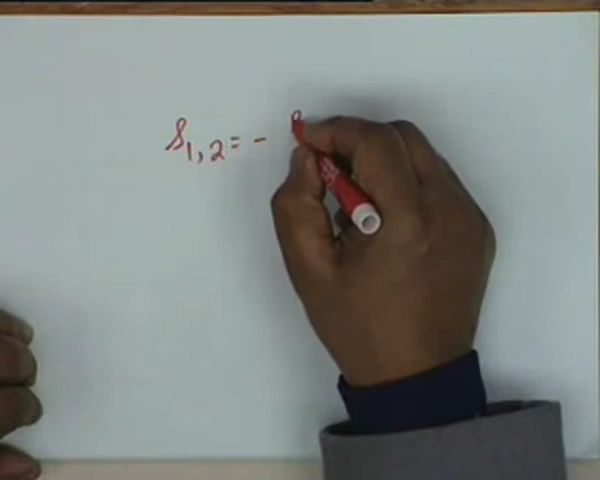 s1,2 = -